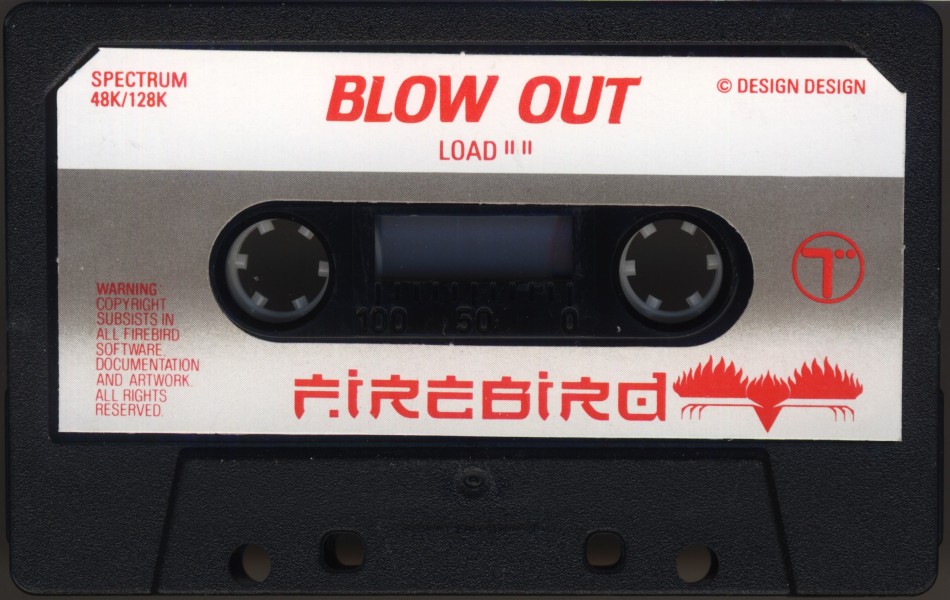 SPECTRUM
48K/128K
BLOW OUT
LOAD " "
© DESIGN DESIGN
T
WARNING:
COPYRIGHT
SUBSISTS IN
ALL FIREBIRD
SOFTWARE,
DOCUMENTATION
AND ARTWORK.
ALL RIGHTS
RESERVED.
100 50 0
FIREBIRD